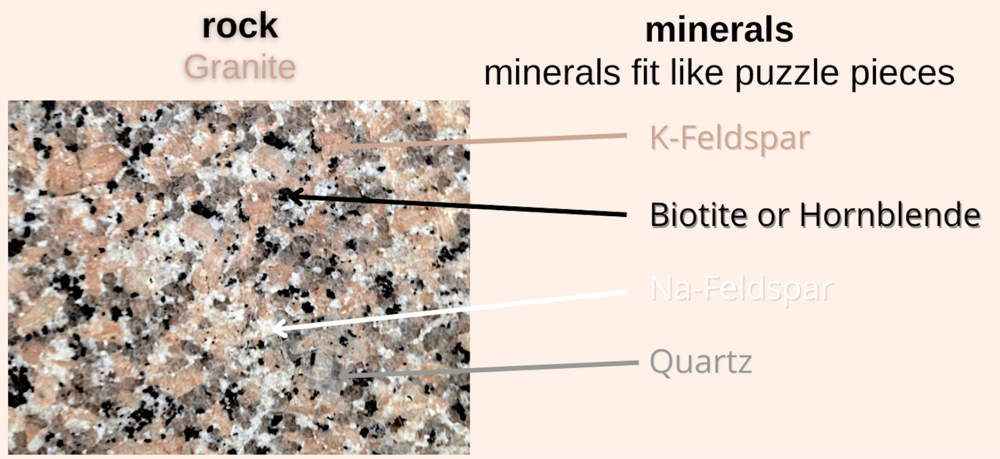 rock
Granite
minerals
minerals fit like puzzle pieces
K-Feldspar
Biotite or Hornblende
Na-Feldspar
Quartz